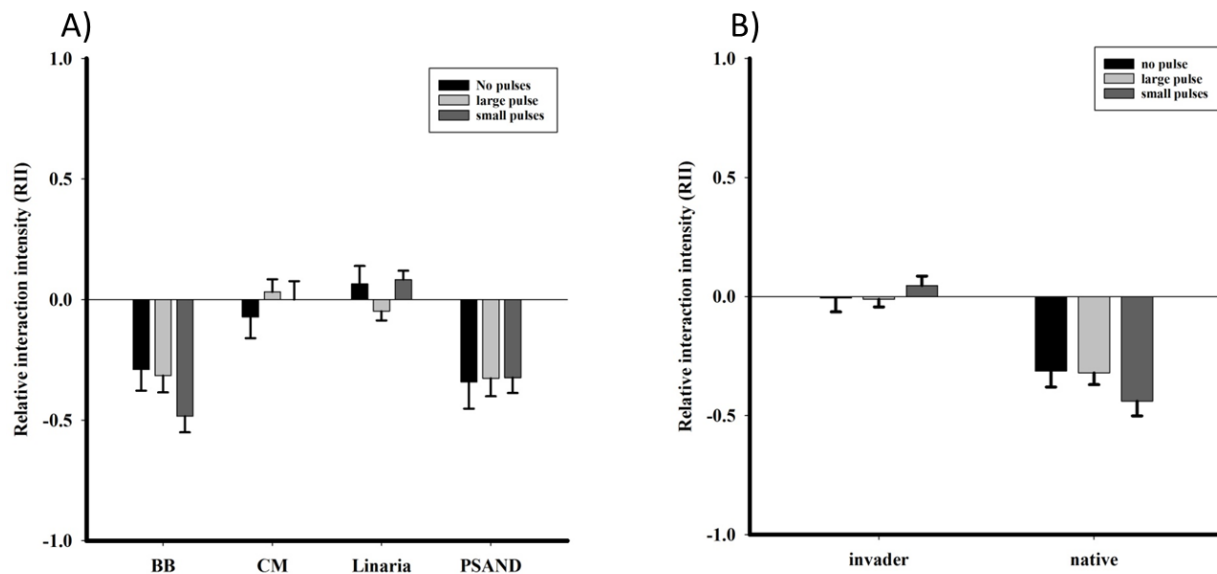 A)
1.0
0.5
0.0
-0.5
-1.0
Relative interaction intensity (RII)
No pulses
large pulse
small pulses
BB CM Linaria PSAND
B)
1.0
0.5
0.0
-0.5
-1.0
Relative interaction intensity (RII)
no pulse
large pulse
small pulses
invader native